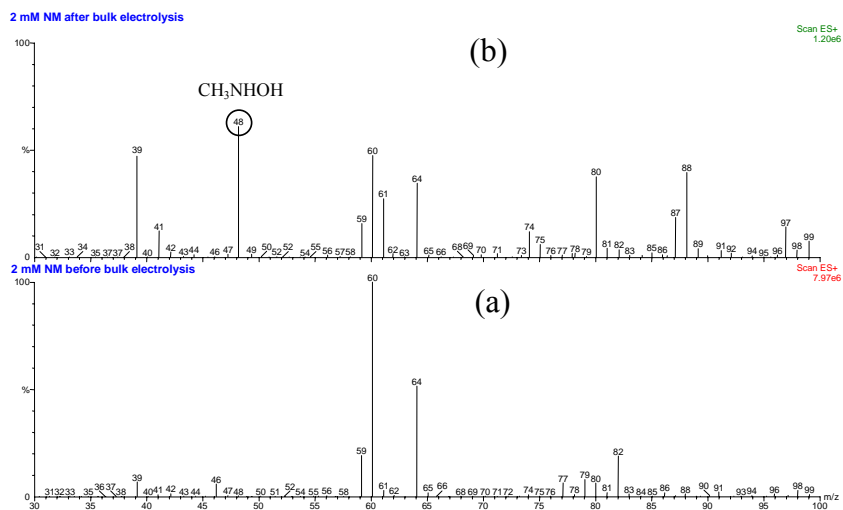 2 mM NM after bulk electrolysis
Scan ES+
1.20e6
(b)
CH₃NHOH
100
%
0
31 32 33 34 35 37 37 38 39 40 41 42 43 44 46 47 48 49 50 52 52 54 55 56 57 58 59 60 61 62 63 64 65 66 68 69 70 71 73 74 75 76 77 78 79 80 81 82 83 85 86 87 88 89 91 92 94 95 96 97 98 99
2 mM NM before bulk electrolysis
Scan ES+
7.97e6
(a)
100
%
0
31 32 33 35 36 37 38 39 40 41 42 43 44 46 47 48 50 51 52 54 55 56 58 59 60 61 62 64 65 66 68 69 70 71 72 74 75 76 77 78 79 80 81 82 83 84 85 86 88 90 91 93 94 96 98 99
30 35 40 45 50 55 60 65 70 75 80 85 90 95 100
m/z